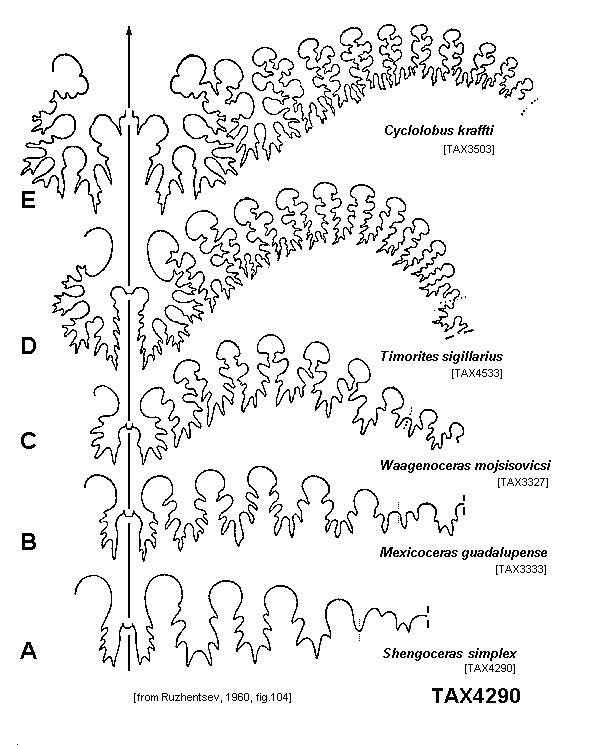 Cyclolobus kraffti
[TAX3503]
E
D
Timorites sigillarius
[TAX4533]
C
Waagenoceras mojsisovicsi
[TAX3327]
B
Mexicoceras guadalupense
[TAX3333]
A
Shengoceras simplex
[TAX4290]
[from Ruzhentsev, 1960, fig.104]
TAX4290